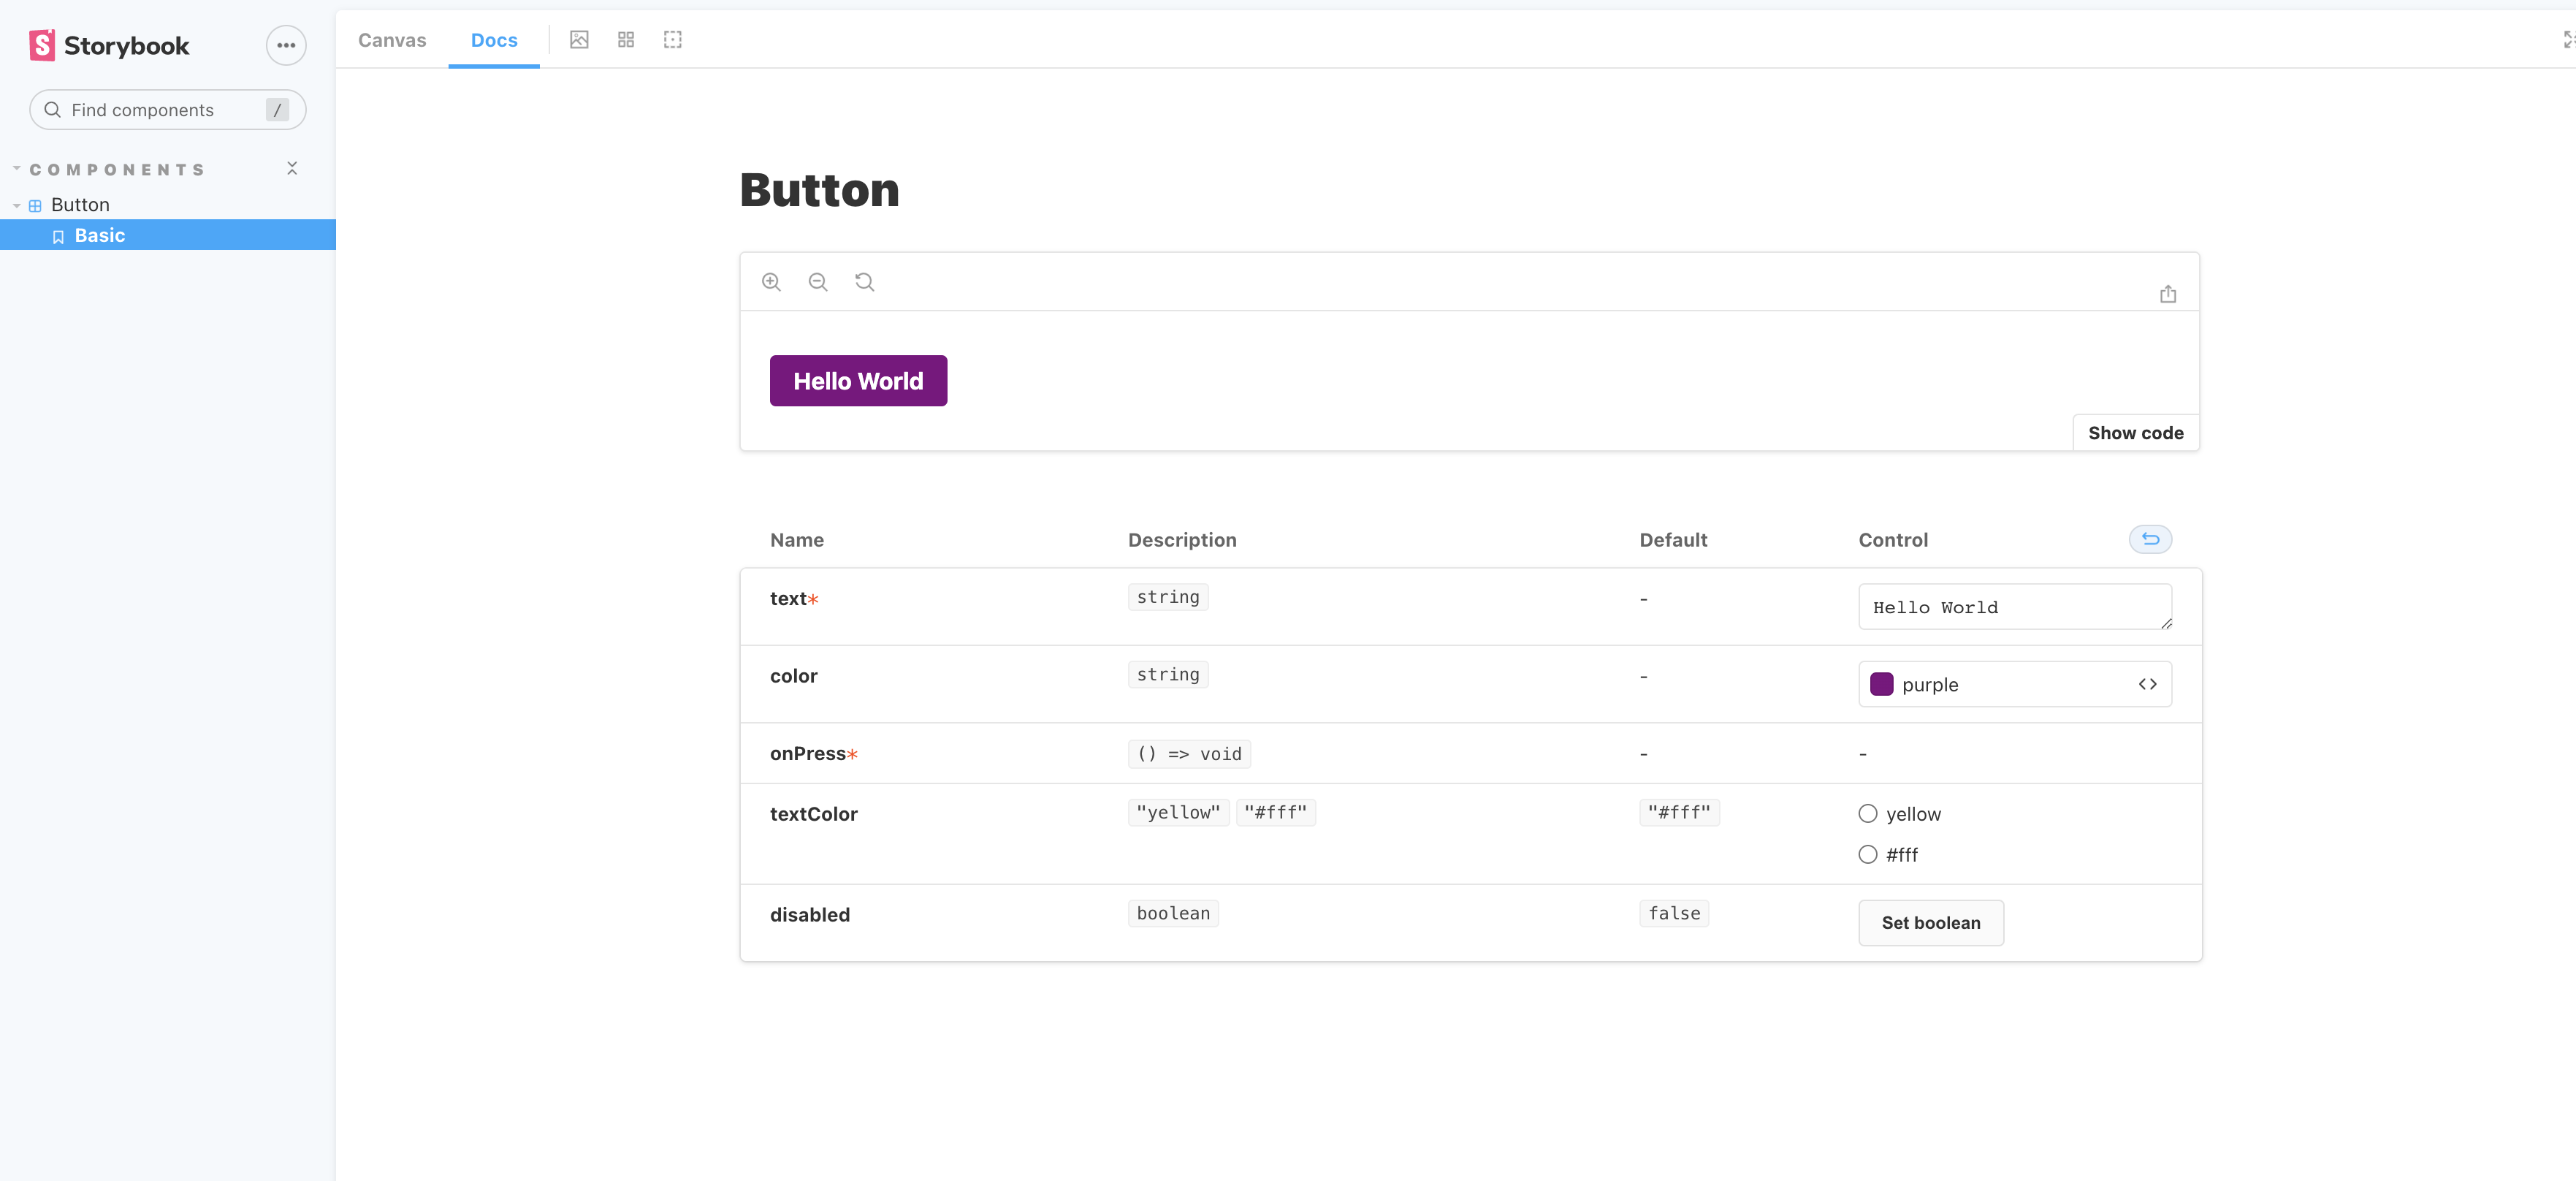 Storybook
Canvas
Docs
Find components /
COMPONENTS
Button
Basic
Button
Hello World
Show code
Name Description Default Control
text* string - Hello World
color string - purple
onPress* () => void - -
textColor "yellow" "#fff" "#fff" yellow
#fff
disabled boolean false Set boolean